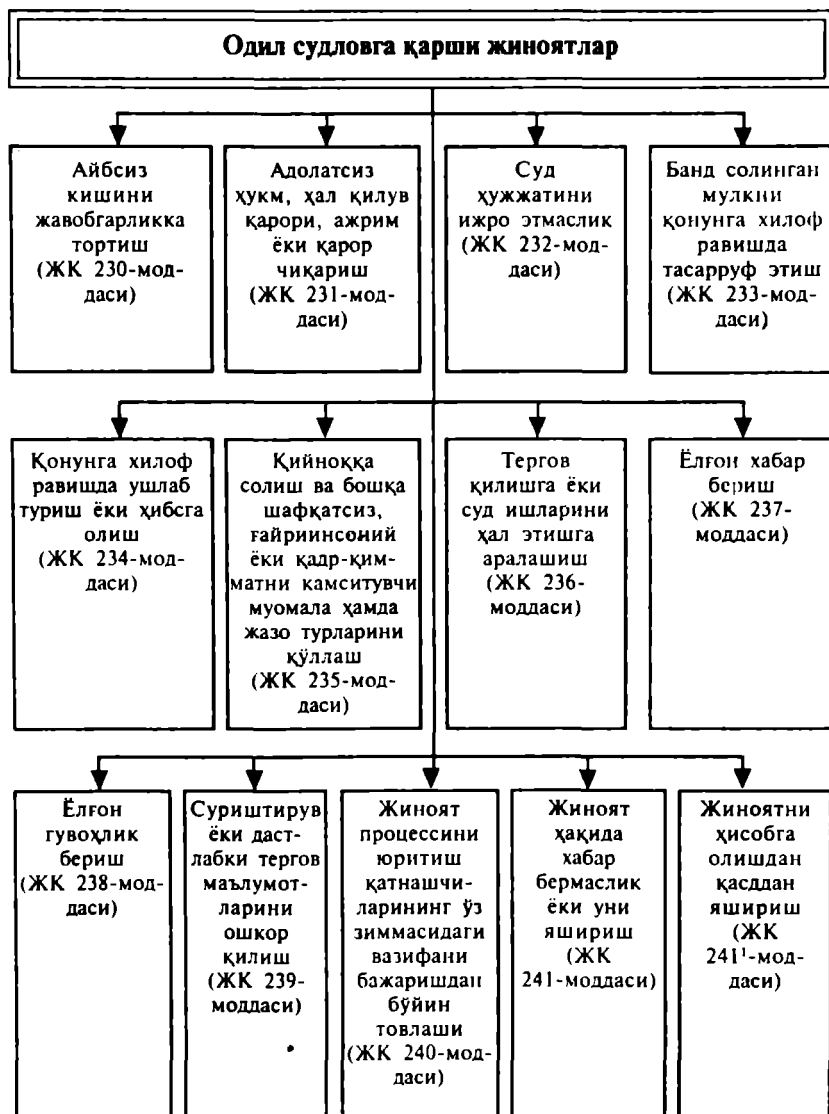 Одил судловга қарши жиноятлар
Айбсиз
кишини
жавобгарликка
тортиш
(ЖК 230-мод-
даси)
Адолатсиз
ҳукм, ҳал қилув
қарори, ажрим
ёки қарор
чиқариш
(ЖК 231-мод-
даси)
Суд
ҳужжатини
ижро этмаслик
(ЖК 232-мод-
даси)
Банд солинган
мулкни
қонунга хилоф
равишда
тасарруф этиш
(ЖК 233-мод-
даси)
Қонунга хилоф
равишда ушлаб
туриш ёки ҳибсга
олиш
(ЖК 234-мод-
даси)
Қийноққа
солиш ва бошқа
шафқатсиз,
ғайриинсоний
ёки қадр-қим-
матни камситувчи
муомала ҳамда
жазо турларини
қўллаш
(ЖК 235-мод-
даси)
Тергов
қилишга ёки
суд ишларини
ҳал этишга
аралашиш
(ЖК 236-
моддаси)
Ёлғон хабар
бериш
(ЖК 237-
моддаси)
Ёлғон
гувоҳлик
бериш
(ЖК 238-мод-
даси)
Суриштирув
ёки даст-
лабки тергов
маълумот-
ларини
ошкор
қилиш
(ЖК 239-
моддаси)
Жиноят
процессини
юритиш
қатнашчи-
ларининг ўз
зиммасидаги
вазифани
бажаришдан
бўйин
товлаши
(ЖК 240-мод-
даси)
Жиноят
ҳақида
хабар
бермаслик
ёки уни
яшириш
(ЖК
241-моддаси)
Жиноятни
ҳисобга
олишдан
қасддан
яшириш
(ЖК
241¹-мод-
даси)